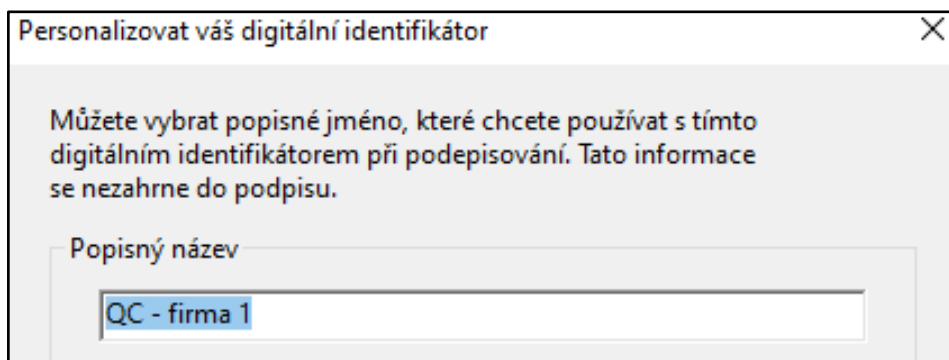 Personalizovat váš digitální identifikátor
Můžete vybrat popisné jméno, které chcete používat s tímto
digitálním identifikátorem při podepisování. Tato informace
se nezahrne do podpisu.
Popisný název
QC - firma 1